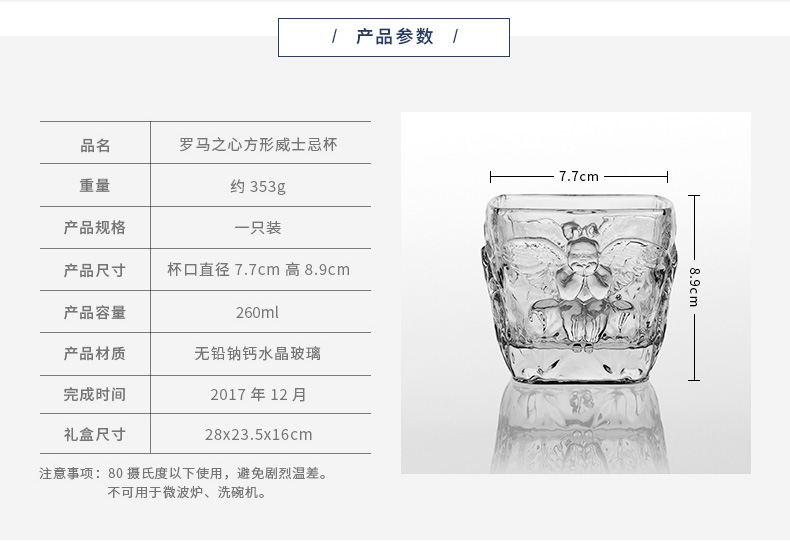 / 产品参数 /
品名 罗马之心方形威士忌杯
重量 约 353g
产品规格 一只装
产品尺寸 杯口直径 7.7cm 高 8.9cm
产品容量 260ml
产品材质 无铅钠钙水晶玻璃
完成时间 2017 年 12 月
礼盒尺寸 28x23.5x16cm
注意事项：80 摄氏度以下使用，避免剧烈温差。
不可用于微波炉、洗碗机。
7.7cm
8.9cm